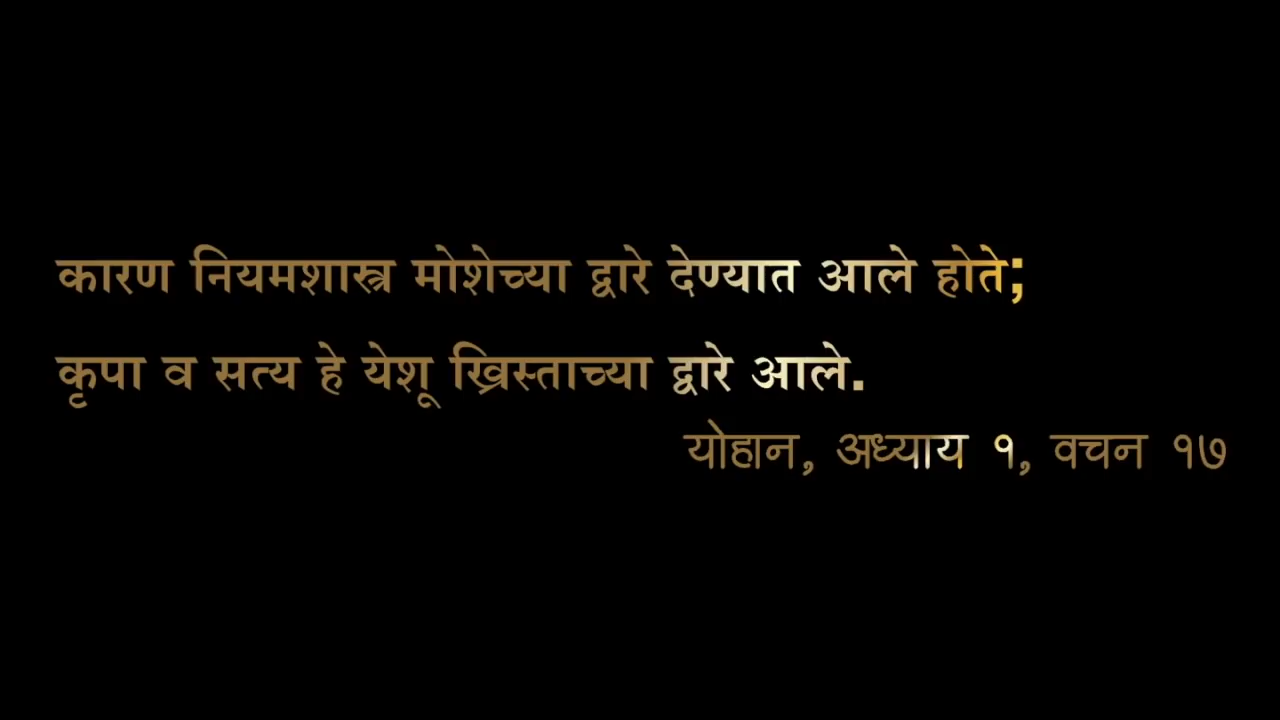 कारण नियमशास्त्र मोशेच्या द्वारे देण्यात आले होते;
कृपा व सत्य हे येशू ख्रिस्ताच्या द्वारे आले.
योहान, अध्याय १, वचन १७